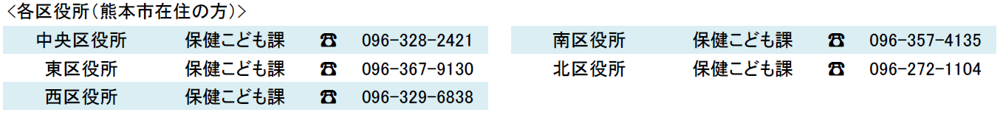 <各区役所(熊本市在住の方)>
中央区役所 保健こども課 ☎ 096-328-2421
東区役所 保健こども課 ☎ 096-367-9130
西区役所 保健こども課 ☎ 096-329-6838
南区役所 保健こども課 ☎ 096-357-4135
北区役所 保健こども課 ☎ 096-272-1104